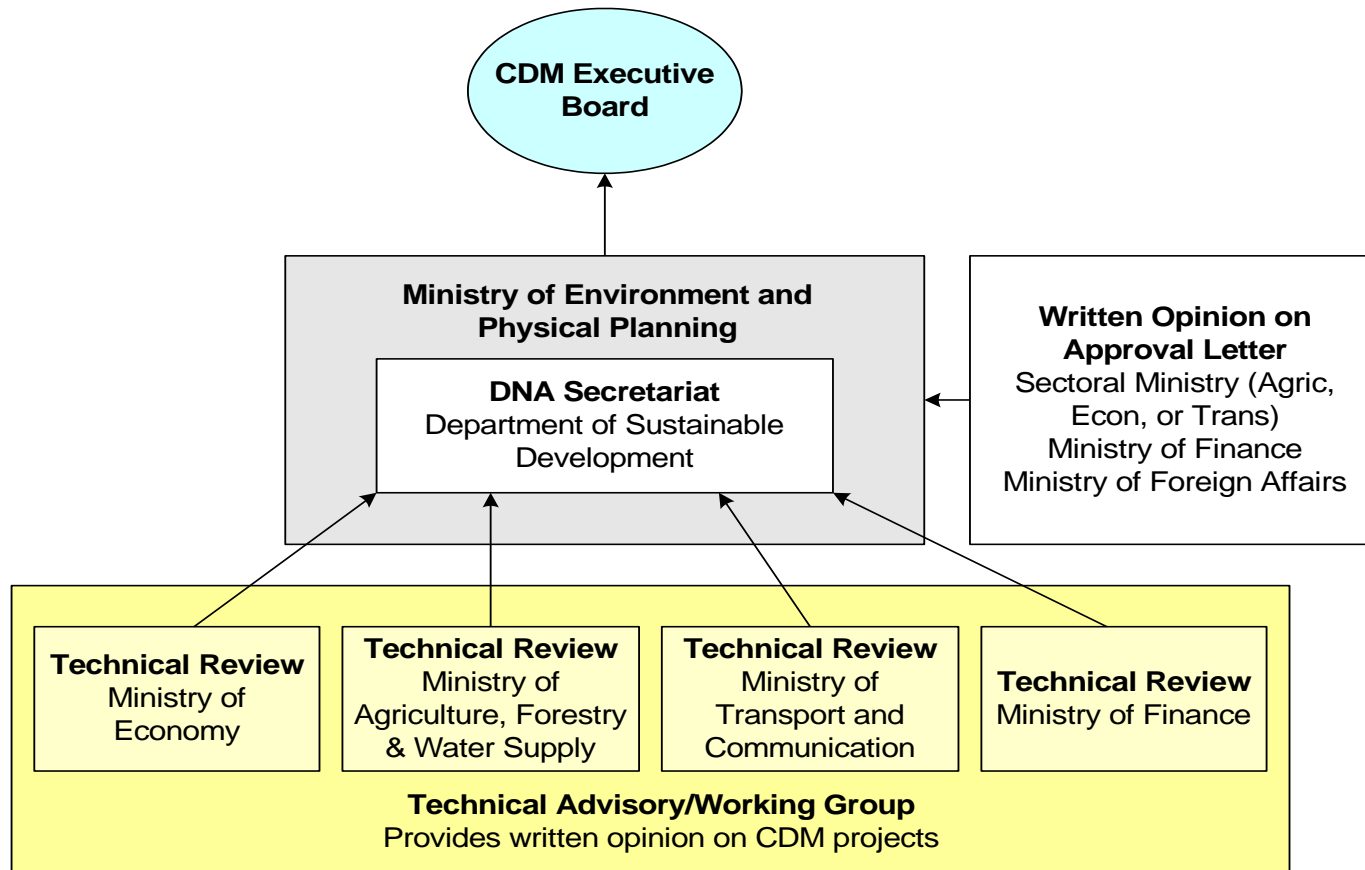 CDM Executive
Board
Ministry of Environment and
Physical Planning
DNA Secretariat
Department of Sustainable
Development
Written Opinion on
Approval Letter
Sectoral Ministry (Agric,
Econ, or Trans)
Ministry of Finance
Ministry of Foreign Affairs
Technical Review
Ministry of
Economy
Technical Review
Ministry of
Agriculture, Forestry
& Water Supply
Technical Review
Ministry of
Transport and
Communication
Technical Review
Ministry of Finance
Technical Advisory/Working Group
Provides written opinion on CDM projects